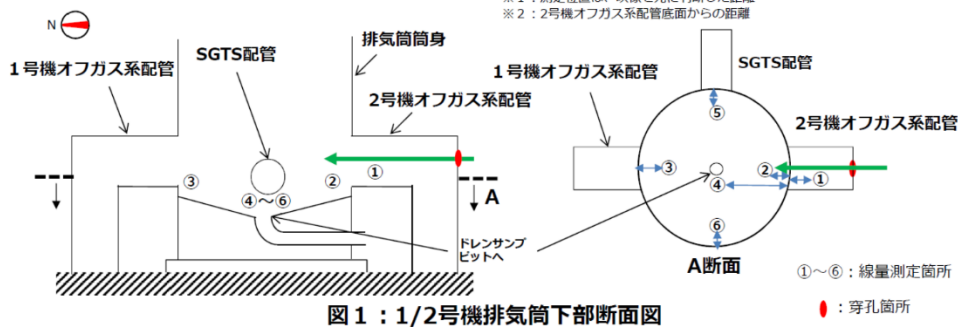 ※２：2号機オフガス系配管底面からの距離
N
1号機オフガス系配管
SGTS配管
排気筒筒身
2号機オフガス系配管
①
②
③
④～⑥
A
ドレンサンプ
ピットへ
SGTS配管
1号機オフガス系配管
2号機オフガス系配管
⑤
③
②
①
④
⑥
A断面
①～⑥：線量測定箇所
：穿孔箇所
図１：1/2号機排気筒下部断面図